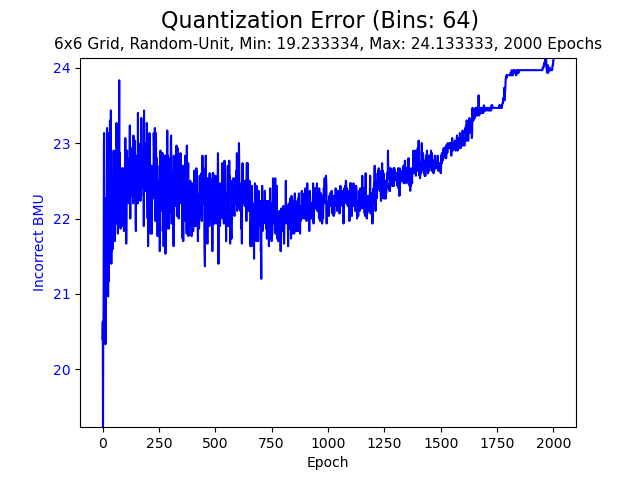 Quantization Error (Bins: 64)
6x6 Grid, Random-Unit, Min: 19.233334, Max: 24.133333, 2000 Epochs
24
23
22
21
20
Incorrect BMU
0 250 500 750 1000 1250 1500 1750 2000
Epoch